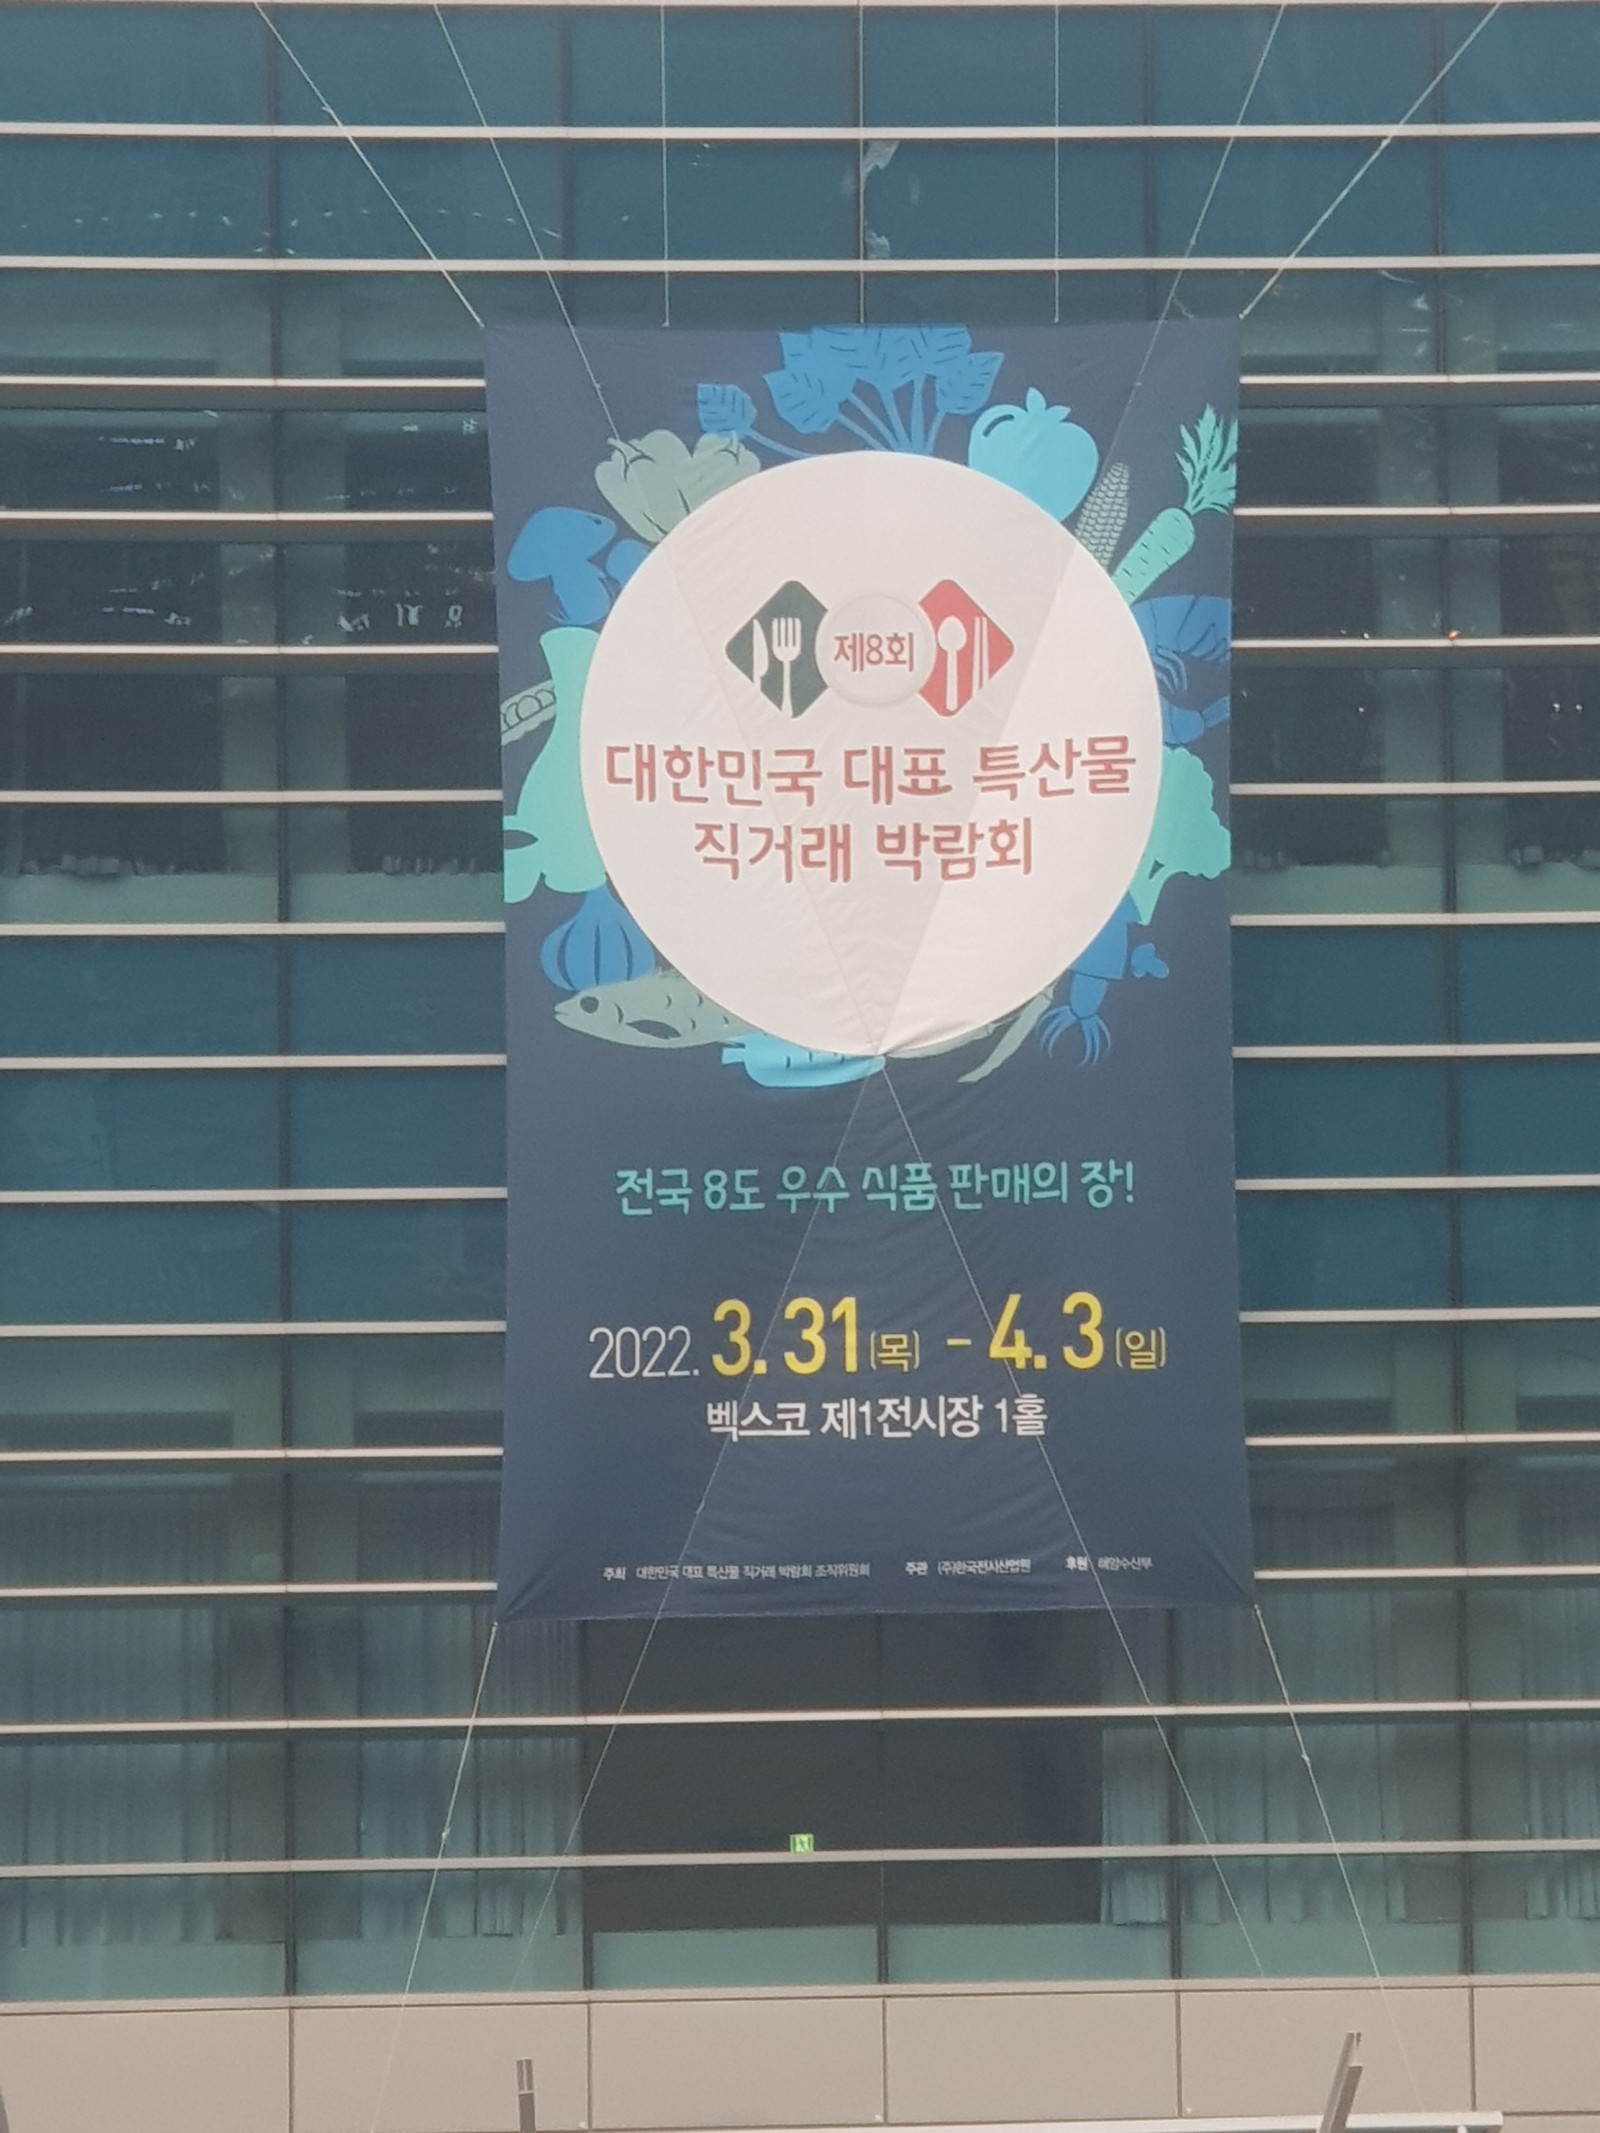 제8회
대한민국 대표 특산물
직거래 박람회
전국 8도 우수 식품 판매의 장!
2022. 3. 31 (목) - 4. 3 (일)
벡스코 제1전시장 1홀
주최 대한민국 대표 특산물 직거래 박람회 조직위원회 주관 (주)한국전시산업원 후원 해양수산부